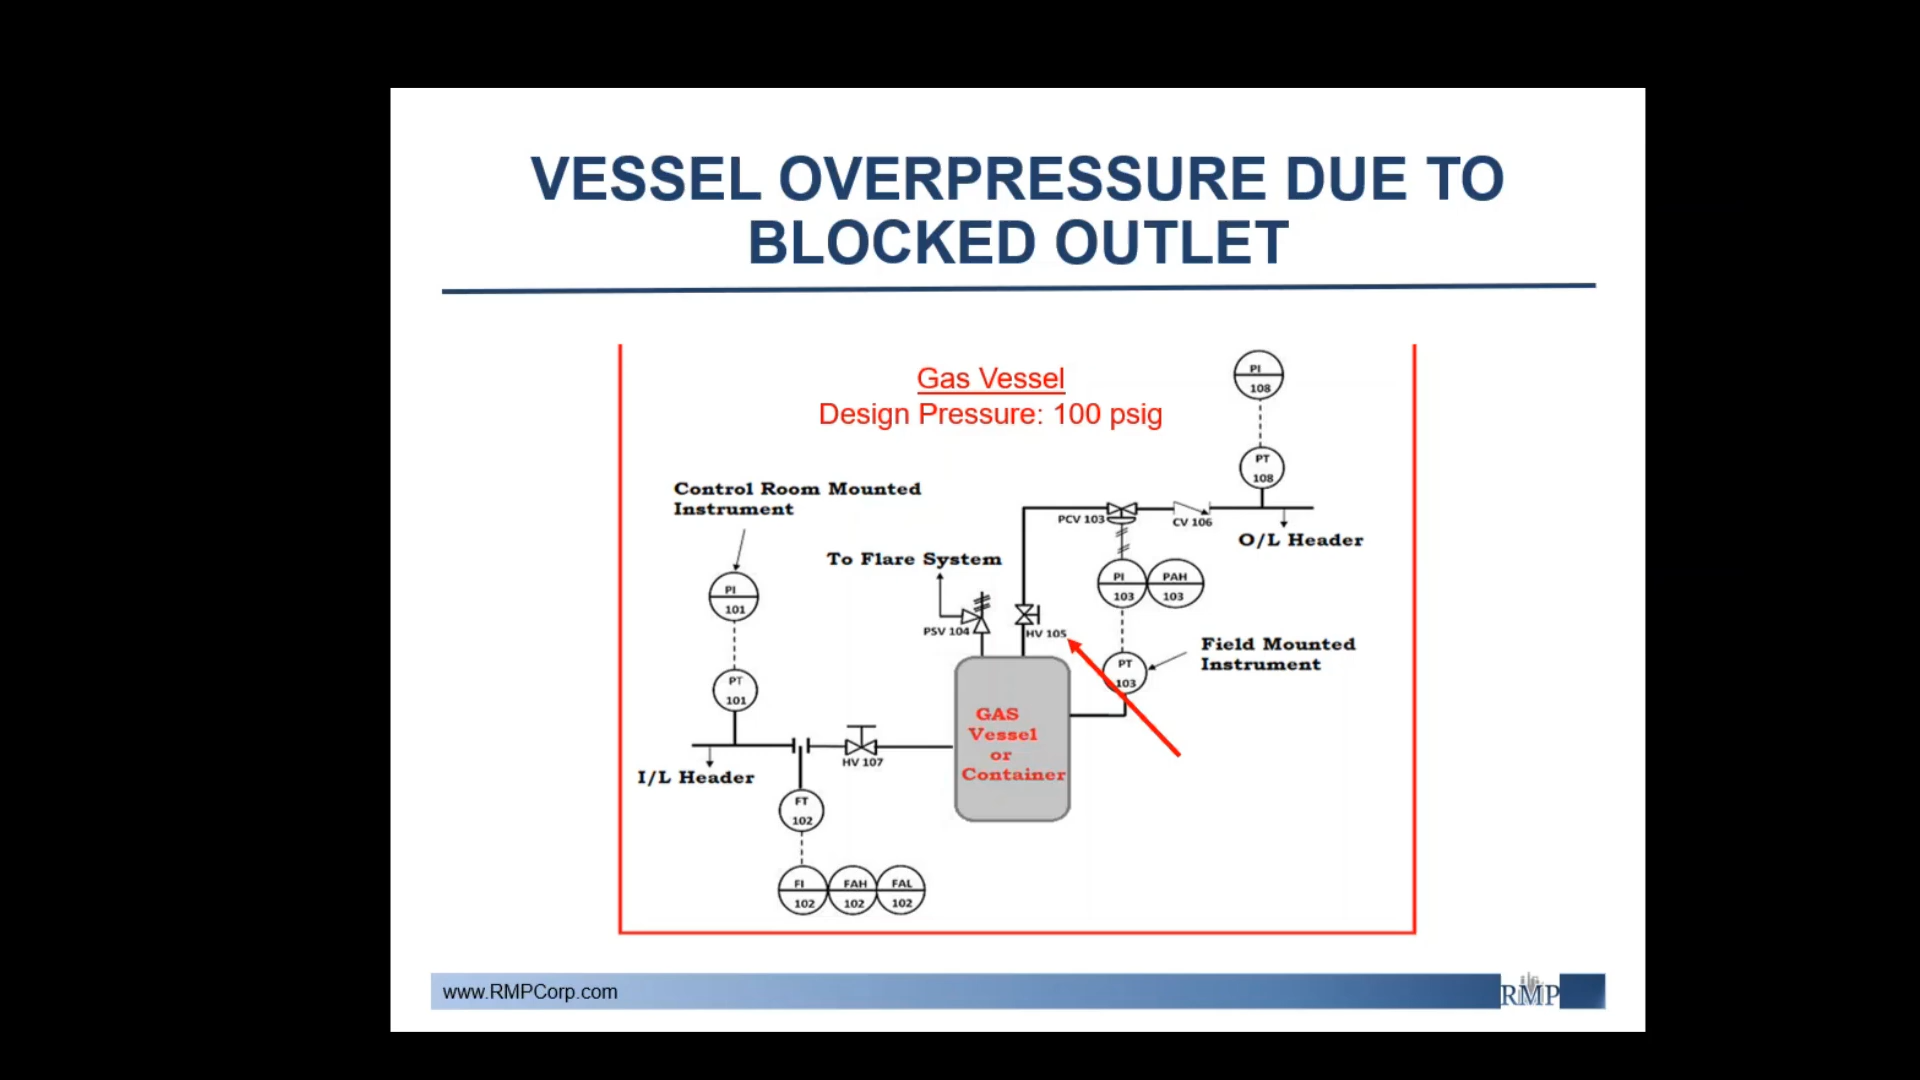 VESSEL OVERPRESSURE DUE TO
BLOCKED OUTLET
Gas Vessel
Design Pressure: 100 psig
PI
108
PT
108
Control Room Mounted
Instrument
PCV 103
CV 106
O/L Header
To Flare System
PI
103
PAH
103
PI
101
PSV 104
HV 105
Field Mounted
Instrument
PT
103
PT
101
GAS
Vessel
or
Container
HV 107
I/L Header
FT
102
FI
102
FAH
102
FAL
102
www.RMPCorp.com
RMP